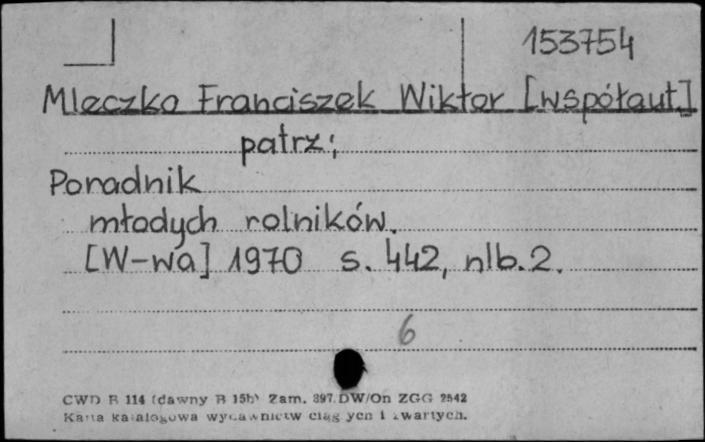 153754
Mleczko Franciszek Wiktor [współaut.]
patrz:
Poradnik
młodych rolników.
[W-wa] 1970 s. 442, nlb. 2.
6
CWD B 114 (dawny B 15b) Zam. 397.DW/On ZGG 2542
Karta katalogowa wydawnictw ciągłych i zwartych.